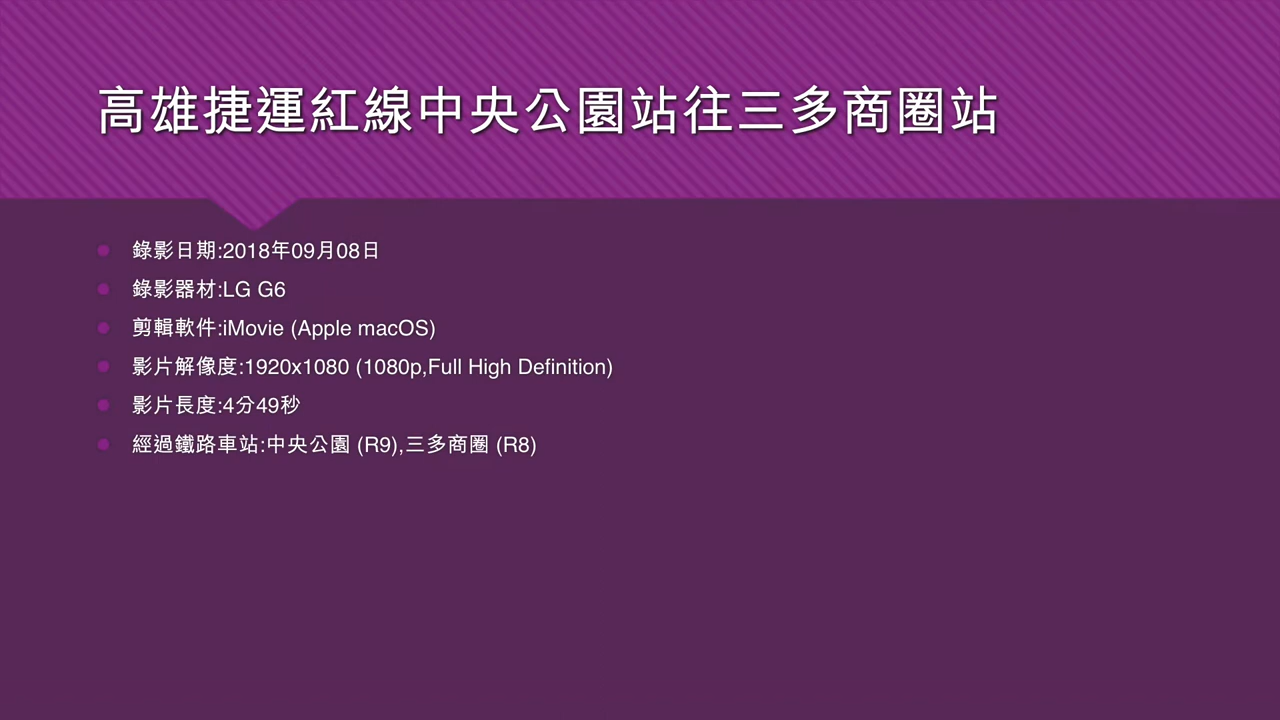 高雄捷運紅線中央公園站往三多商圈站
錄影日期:2018年09月08日
錄影器材:LG G6
剪輯軟件:iMovie (Apple macOS)
影片解像度:1920x1080 (1080p,Full High Definition)
影片長度:4分49秒
經過鐵路車站:中央公園 (R9),三多商圈 (R8)